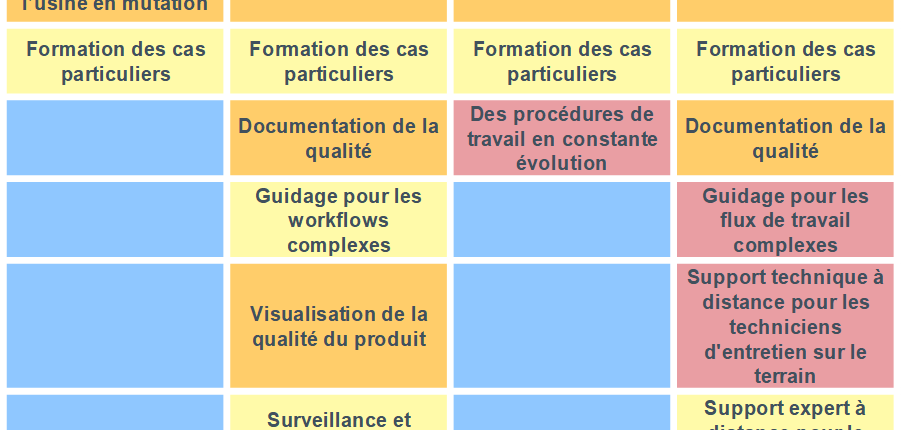 l'usine en mutation
Formation des cas
particuliers
Formation des cas
particuliers
Formation des cas
particuliers
Formation des cas
particuliers
Documentation de la
qualité
Des procédures de
travail en constante
évolution
Documentation de la
qualité
Guidage pour les
workflows
complexes
Guidage pour les
flux de travail
complexes
Visualisation de la
qualité du produit
Support technique à
distance pour les
techniciens
d'entretien sur le
terrain
Surveillance et
Support expert à
distance pour le